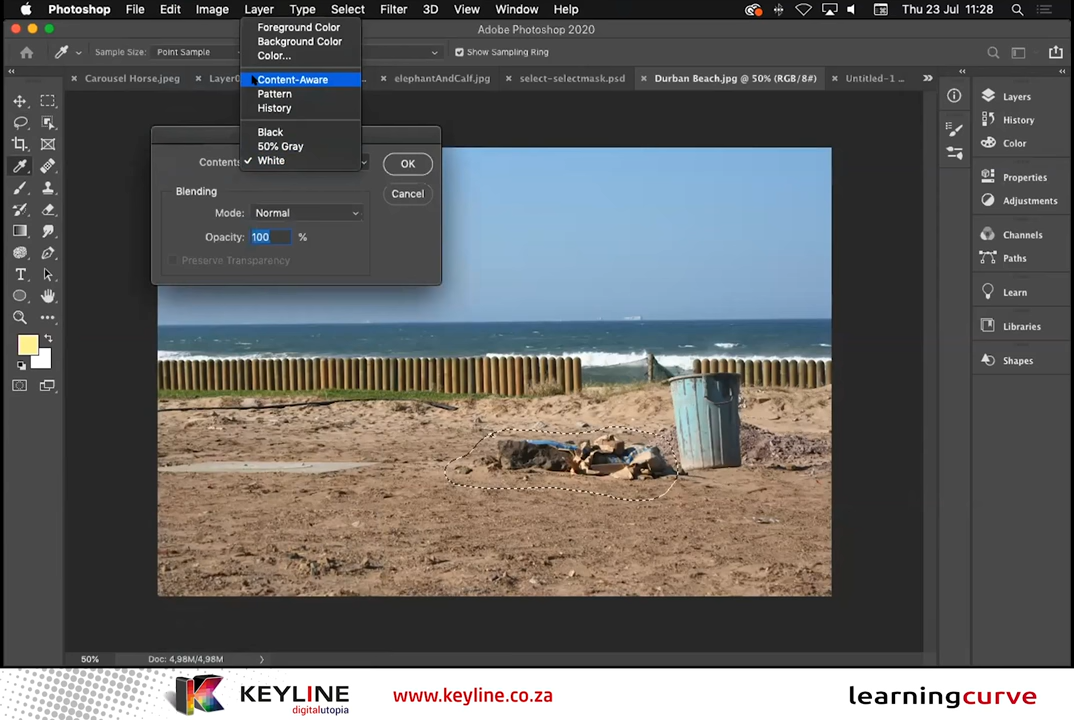 Photoshop File Edit Image Layer Type Select Filter 3D View Window Help Thu 23 Jul 11:28
Adobe Photoshop 2020
Sample Size: Point Sample Show Sampling Ring
Carousel Horse.jpeg Layer elephantAndCalf.jpg select-selectmask.psd Durban Beach.jpg @ 50% (RGB/8#) Untitled-1 ...
Foreground Color
Background Color
Color...
Content-Aware
Pattern
History
Black
50% Gray
White
Contents
OK
Blending
Cancel
Mode: Normal
Opacity: 100 %
Preserve Transparency
Layers
History
Color
Properties
Adjustments
Channels
Paths
Learn
Libraries
Shapes
50% Doc: 4,98M/4,98M
KEYLINE
digitalutopia
www.keyline.co.za
learningcurve